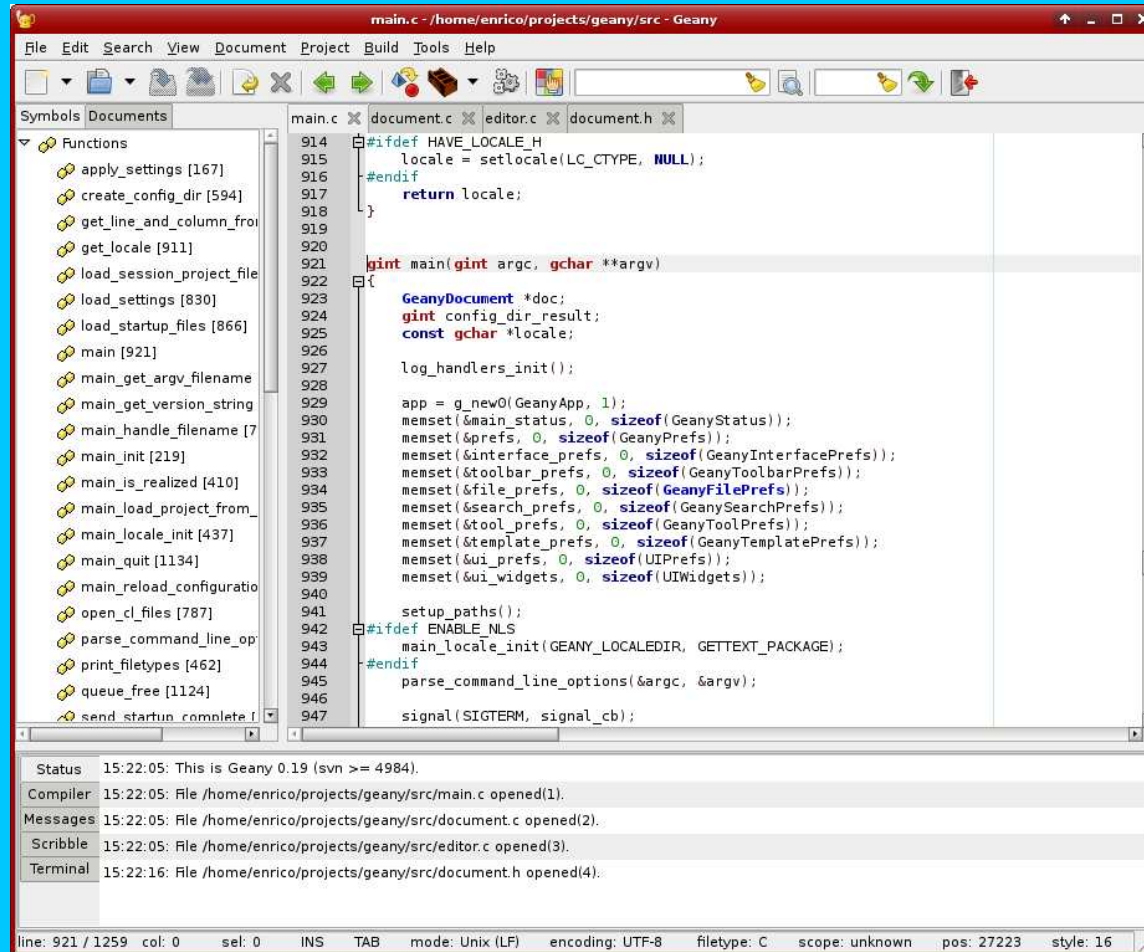 main.c - /home/enrico/projects/geany/src - Geany
File Edit Search View Document Project Build Tools Help
Symbols Documents
Functions
apply_settings [167]
create_config_dir [594]
get_line_and_column_fro
get_locale [911]
load_session_project_file
load_settings [830]
load_startup_files [866]
main [921]
main_get_argv_filename
main_get_version_string
main_handle_filename [7
main_init [219]
main_is_realized [410]
main_load_project_from_
main_locale_init [437]
main_quit [1134]
main_reload_configuratio
open_cl_files [787]
parse_command_line_op
print_filetypes [462]
queue_free [1124]
send_startup_complete [
main.c document.c editor.c document.h
914 #ifdef HAVE_LOCALE_H
915 locale = setlocale(LC_CTYPE, NULL);
916 #endif
917 return locale;
918 }
919
920
921 gint main(gint argc, gchar **argv)
922 {
923 GeanyDocument *doc;
924 gint config_dir_result;
925 const gchar *locale;
926
927 log_handlers_init();
928
929 app = g_new0(GeanyApp, 1);
930 memset(&main_status, 0, sizeof(GeanyStatus));
931 memset(&prefs, 0, sizeof(GeanyPrefs));
932 memset(&interface_prefs, 0, sizeof(GeanyInterfacePrefs));
933 memset(&toolbar_prefs, 0, sizeof(GeanyToolbarPrefs));
934 memset(&file_prefs, 0, sizeof(GeanyFilePrefs));
935 memset(&search_prefs, 0, sizeof(GeanySearchPrefs));
936 memset(&tool_prefs, 0, sizeof(GeanyToolPrefs));
937 memset(&template_prefs, 0, sizeof(GeanyTemplatePrefs));
938 memset(&ui_prefs, 0, sizeof(UIPrefs));
939 memset(&ui_widgets, 0, sizeof(UIWidgets));
940
941 setup_paths();
942 #ifdef ENABLE_NLS
943 main_locale_init(GEANY_LOCALEDIR, GETTEXT_PACKAGE);
944 #endif
945 parse_command_line_options(&argc, &argv);
946
947 signal(SIGTERM, signal_cb);
Status
Compiler
Messages
Scribble
Terminal
15:22:05: This is Geany 0.19 (svn >= 4984).
15:22:05: File /home/enrico/projects/geany/src/main.c opened(1).
15:22:05: File /home/enrico/projects/geany/src/document.c opened(2).
15:22:05: File /home/enrico/projects/geany/src/editor.c opened(3).
15:22:16: File /home/enrico/projects/geany/src/document.h opened(4).
line: 921 / 1259 col: 0 sel: 0 INS TAB mode: Unix (LF) encoding: UTF-8 filetype: C scope: unknown pos: 27223 style: 16